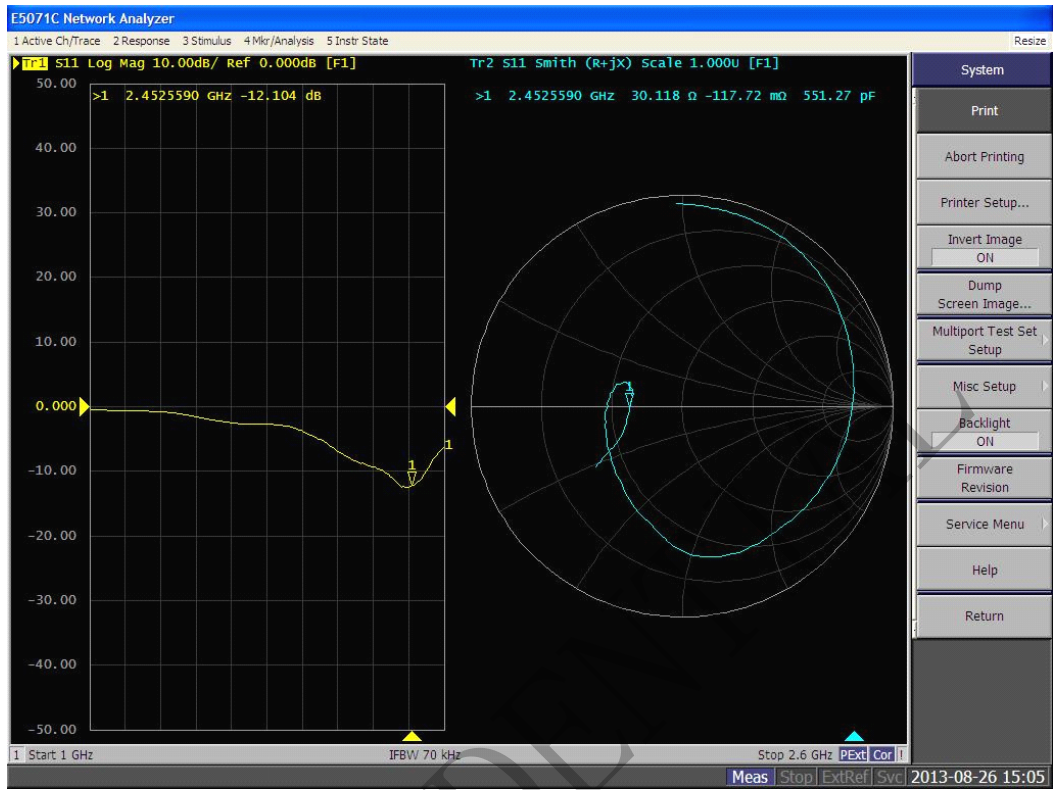 E5071C Network Analyzer
1 Active Ch/Trace 2 Response 3 Stimulus 4 Mkr/Analysis 5 Instr State
Resize
Tr1 S11 Log Mag 10.00dB/ Ref 0.000dB [F1]
Tr2 S11 Smith (R+jX) Scale 1.000U [F1]
>1 2.4525590 GHz -12.104 dB
>1 2.4525590 GHz 30.118 Ω -117.72 mΩ 551.27 pF
50.00
40.00
30.00
20.00
10.00
0.000
-10.00
-20.00
-30.00
-40.00
-50.00
1
1
1
System
Print
Abort Printing
Printer Setup...
Invert Image
ON
Dump
Screen Image...
Multiport Test Set
Setup
Misc Setup
Backlight
ON
Firmware
Revision
Service Menu
Help
Return
1 Start 1 GHz
IFBW 70 kHz
Stop 2.6 GHz PExt Cor !
Meas Stop ExtRef Svc 2013-08-26 15:05